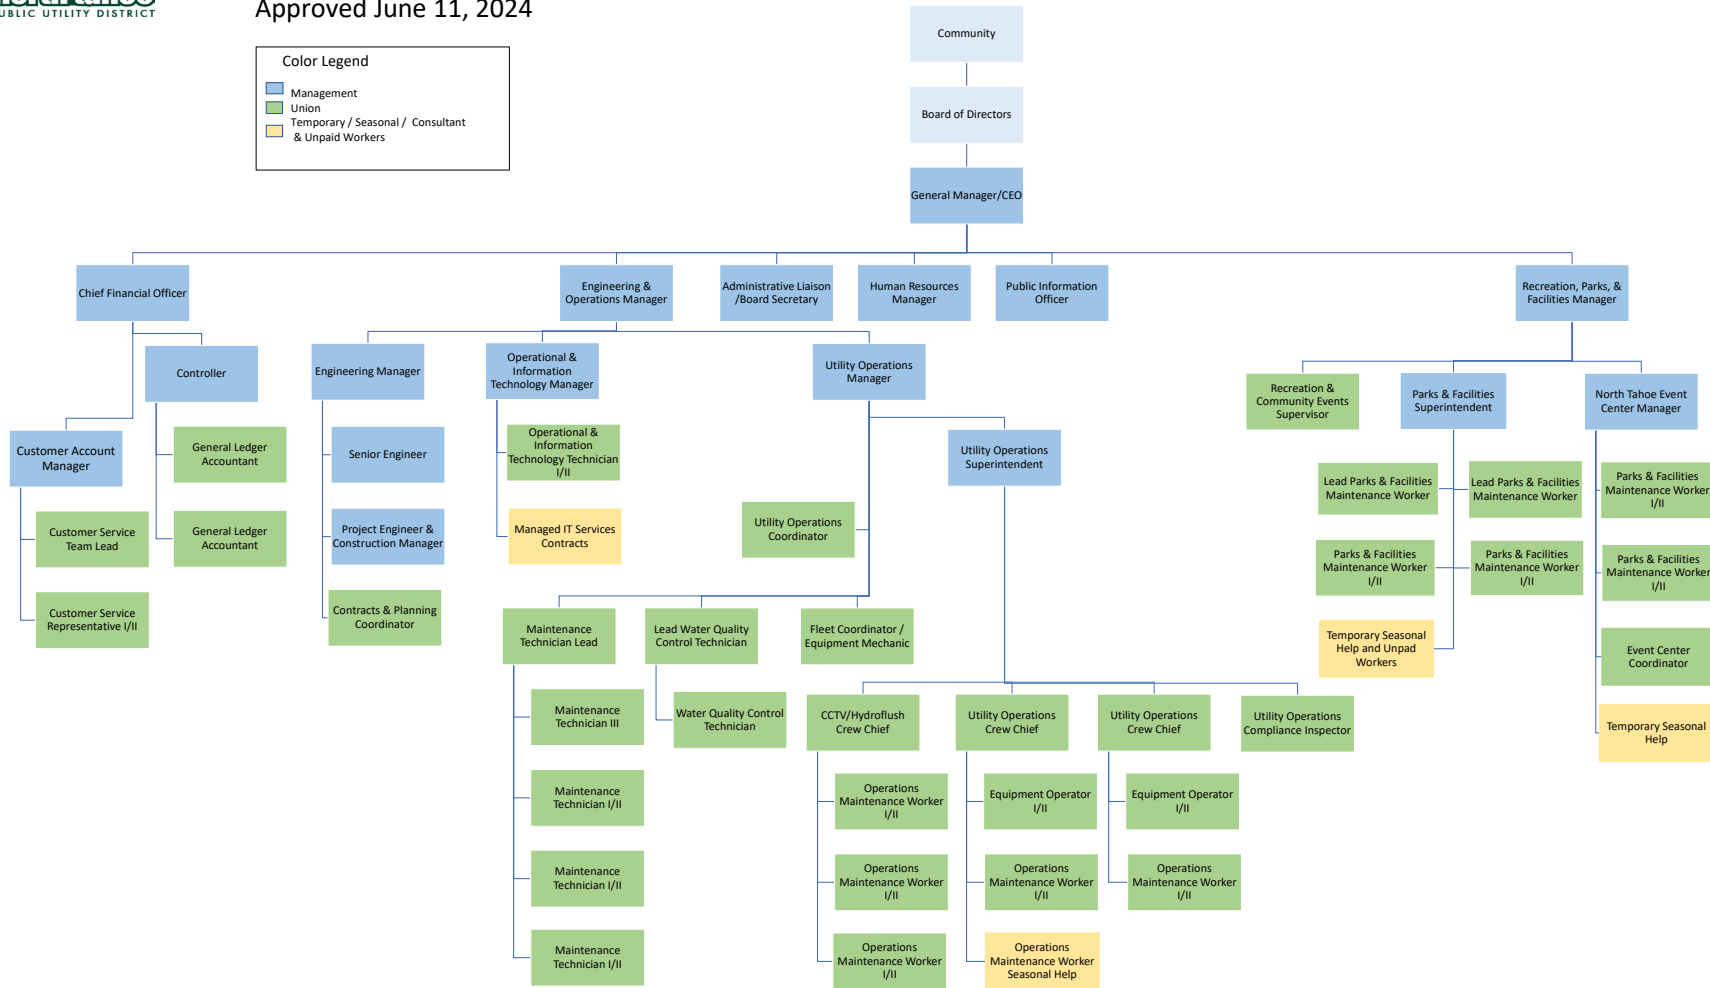 PUBLIC UTILITY DISTRICT
Approved June 11, 2024
Color Legend
Management
Union
Temporary / Seasonal / Consultant
& Unpaid Workers
Community
Board of Directors
General Manager/CEO
Chief Financial Officer
Engineering &
Operations Manager
Administrative Liaison
/Board Secretary
Human Resources
Manager
Public Information
Officer
Recreation, Parks, &
Facilities Manager
Controller
Engineering Manager
Operational &
Information
Technology Manager
Utility Operations
Manager
Recreation &
Community Events
Supervisor
Parks & Facilities
Superintendent
North Tahoe Event
Center Manager
Customer Account
Manager
General Ledger
Accountant
General Ledger
Accountant
Customer Service
Team Lead
Customer Service
Representative I/II
Senior Engineer
Project Engineer &
Construction Manager
Contracts & Planning
Coordinator
Operational &
Information
Technology Technician
I/II
Managed IT Services
Contracts
Utility Operations
Superintendent
Utility Operations
Coordinator
Lead Parks & Facilities
Maintenance Worker
Lead Parks & Facilities
Maintenance Worker
Parks & Facilities
Maintenance Worker
I/II
Parks & Facilities
Maintenance Worker
I/II
Temporary Seasonal
Help and Unpad
Workers
Parks & Facilities
Maintenance Worker
I/II
Parks & Facilities
Maintenance Worker
I/II
Event Center
Coordinator
Temporary Seasonal
Help
Maintenance
Technician Lead
Lead Water Quality
Control Technician
Fleet Coordinator /
Equipment Mechanic
Maintenance
Technician III
Maintenance
Technician I/II
Maintenance
Technician I/II
Maintenance
Technician I/II
Water Quality Control
Technician
CCTV/Hydroflush
Crew Chief
Utility Operations
Crew Chief
Utility Operations
Crew Chief
Utility Operations
Compliance Inspector
Operations
Maintenance Worker
I/II
Operations
Maintenance Worker
I/II
Operations
Maintenance Worker
I/II
Equipment Operator
I/II
Operations
Maintenance Worker
I/II
Operations
Maintenance Worker
Seasonal Help
Equipment Operator
I/II
Operations
Maintenance Worker
I/II